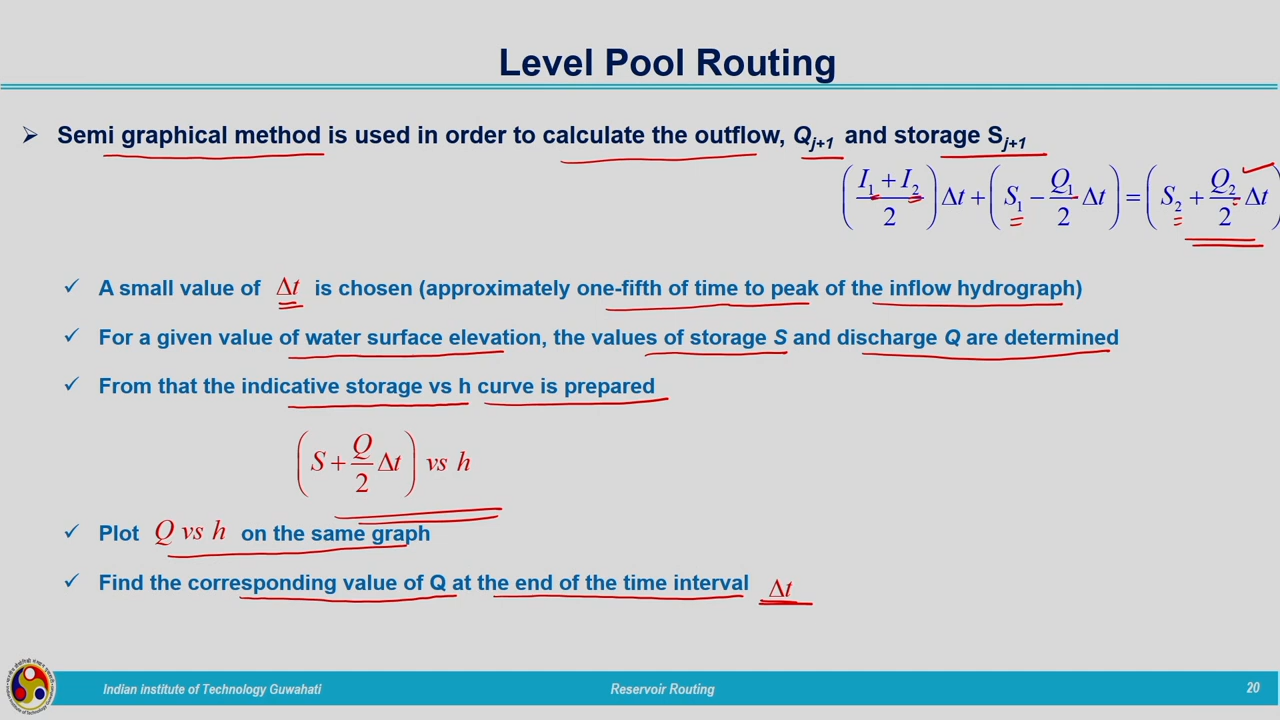 Level Pool Routing
➢ Semi graphical method is used in order to calculate the outflow, Qj+1 and storage Sj+1
((I1 + I2)/2)Δt + (S1 − (Q1/2)Δt) = (S2 + (Q2/2)Δt)
✓ A small value of Δt is chosen (approximately one-fifth of time to peak of the inflow hydrograph)
✓ For a given value of water surface elevation, the values of storage S and discharge Q are determined
✓ From that the indicative storage vs h curve is prepared
(S + (Q/2)Δt) vs h
✓ Plot Q vs h on the same graph
✓ Find the corresponding value of Q at the end of the time interval Δt
Indian institute of Technology Guwahati Reservoir Routing 20